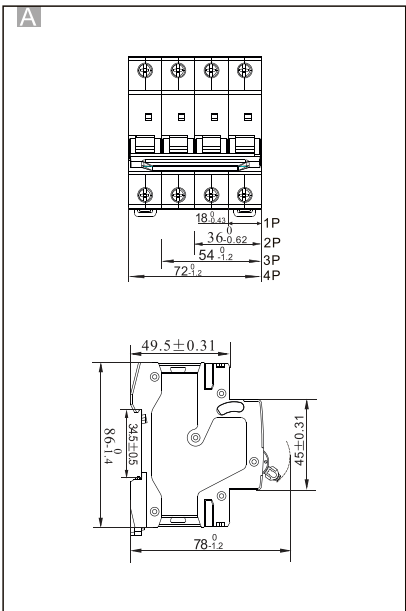 A
18 0 -0.43 1P
36 0 -0.62 2P
54 0 -1.2 3P
72 0 -1.2 4P
49.5±0.31
86 0 -1.4
34.5±0.5
45±0.31
78 0 -1.2